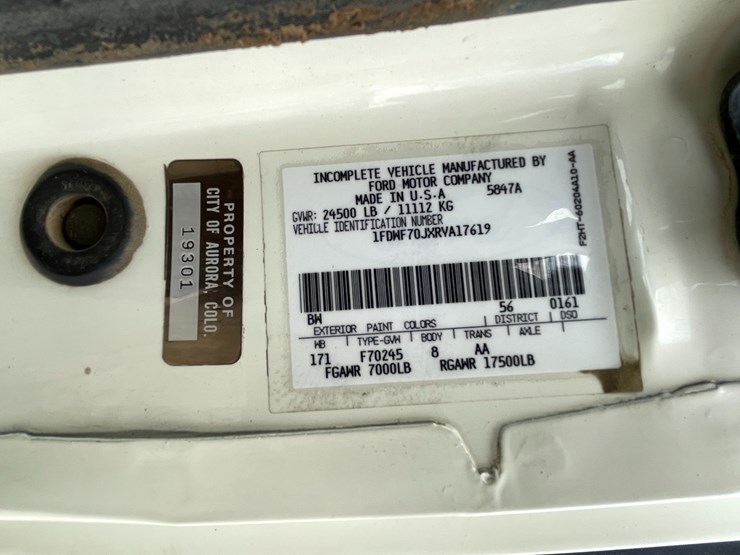 PROPERTY OF
CITY OF AURORA, COLO.
19301
INCOMPLETE VEHICLE MANUFACTURED BY
FORD MOTOR COMPANY
MADE IN U.S.A 5847A
GVWR: 24500 LB / 11112 KG
VEHICLE IDENTIFICATION NUMBER
1FDWF70JXRVA17619
F2HT-60204A10-AA
BW 56 0161
EXTERIOR PAINT COLORS DISTRICT DSO
WB TYPE-GVW BODY TRANS AXLE
171 F70245 8 AA
FGAWR 7000LB RGAWR 17500LB